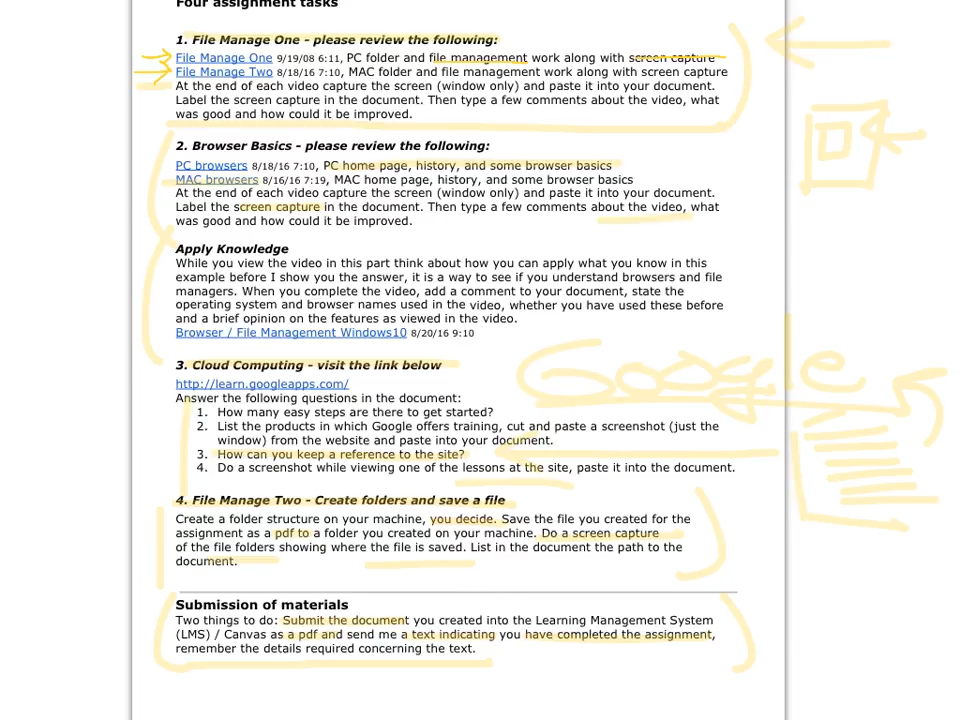 Four assignment tasks
1. File Manage One - please review the following:
File Manage One 9/19/08 6:11, PC folder and file management work along with screen capture
File Manage Two 8/18/16 7:10, MAC folder and file management work along with screen capture
At the end of each video capture the screen (window only) and paste it into your document.
Label the screen capture in the document. Then type a few comments about the video, what
was good and how could it be improved.
2. Browser Basics - please review the following:
PC browsers 8/18/16 7:10, PC home page, history, and some browser basics
MAC browsers 8/16/16 7:19, MAC home page, history, and some browser basics
At the end of each video capture the screen (window only) and paste it into your document.
Label the screen capture in the document. Then type a few comments about the video, what
was good and how could it be improved.
Apply Knowledge
While you view the video in this part think about how you can apply what you know in this
example before I show you the answer, it is a way to see if you understand browsers and file
managers. When you complete the video, add a comment to your document, state the
operating system and browser names used in the video, whether you have used these before
and a brief opinion on the features as viewed in the video.
Browser / File Management Windows10 8/20/16 9:10
3. Cloud Computing - visit the link below
Google
http://learn.googleapps.com/
Answer the following questions in the document:
1. How many easy steps are there to get started?
2. List the products in which Google offers training, cut and paste a screenshot (just the
window) from the website and paste into your document.
3. How can you keep a reference to the site?
4. Do a screenshot while viewing one of the lessons at the site, paste it into the document.
4. File Manage Two - Create folders and save a file
Create a folder structure on your machine, you decide. Save the file you created for the
assignment as a pdf to a folder you created on your machine. Do a screen capture
of the file folders showing where the file is saved. List in the document the path to the
document.
Submission of materials
Two things to do: Submit the document you created into the Learning Management System
(LMS) / Canvas as a pdf and send me a text indicating you have completed the assignment,
remember the details required concerning the text.